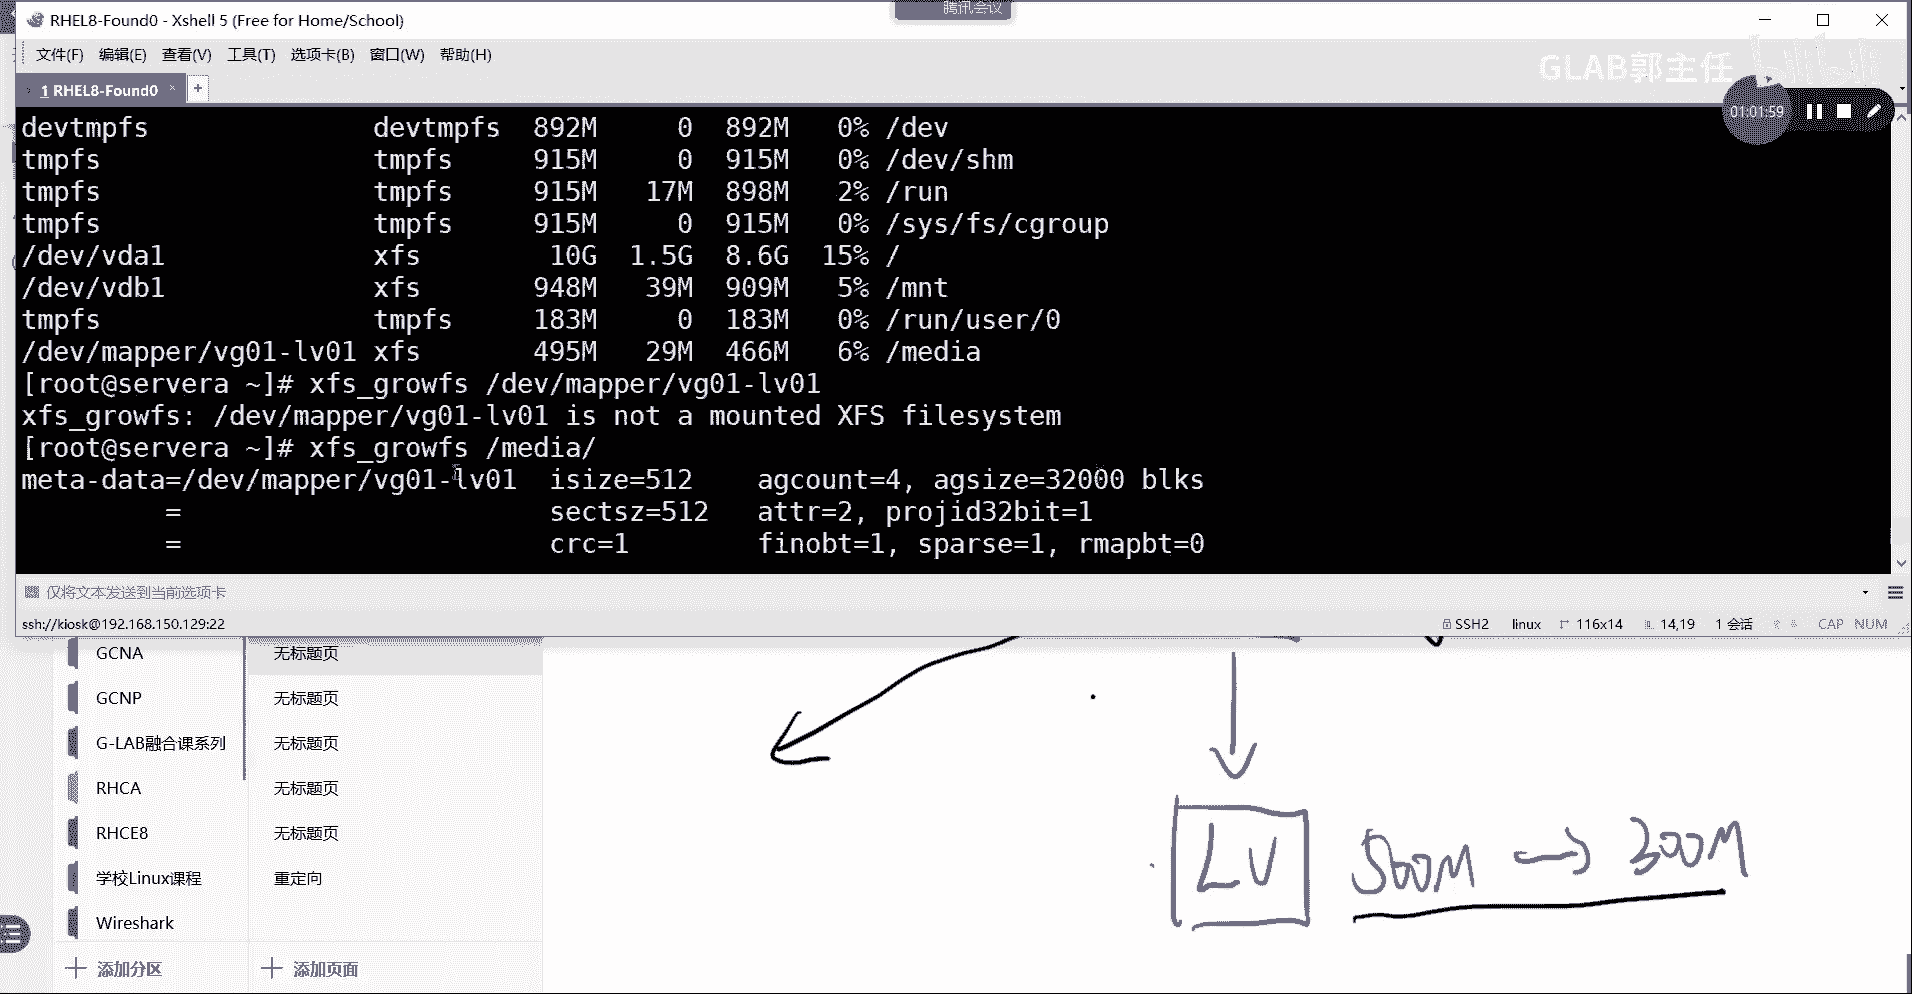 腾讯会议
RHEL8-Found0 - Xshell 5 (Free for Home/School)
文件(F) 编辑(E) 查看(V) 工具(T) 选项卡(B) 窗口(W) 帮助(H)
GLAB郭主任 bilibili
1 RHEL8-Found0 × +
01:01:59
devtmpfs devtmpfs 892M 0 892M 0% /dev
tmpfs tmpfs 915M 0 915M 0% /dev/shm
tmpfs tmpfs 915M 17M 898M 2% /run
tmpfs tmpfs 915M 0 915M 0% /sys/fs/cgroup
/dev/vda1 xfs 10G 1.5G 8.6G 15% /
/dev/vdb1 xfs 948M 39M 909M 5% /mnt
tmpfs tmpfs 183M 0 183M 0% /run/user/0
/dev/mapper/vg01-lv01 xfs 495M 29M 466M 6% /media
[root@servera ~]# xfs_growfs /dev/mapper/vg01-lv01
xfs_growfs: /dev/mapper/vg01-lv01 is not a mounted XFS filesystem
[root@servera ~]# xfs_growfs /media/
meta-data=/dev/mapper/vg01-lv01 isize=512 agcount=4, agsize=32000 blks
= sectsz=512 attr=2, projid32bit=1
= crc=1 finobt=1, sparse=1, rmapbt=0
仅将文本发送到当前选项卡
ssh://kiosk@192.168.150.129:22 SSH2 linux 116x14 14,19 1 会话 CAP NUM
GCNA 无标题页
GCNP 无标题页
G-LAB融合课系列 无标题页
RHCA 无标题页
RHCE8 无标题页
学校Linux课程 重定向
Wireshark
添加分区 添加页面
LV 500M → 300M